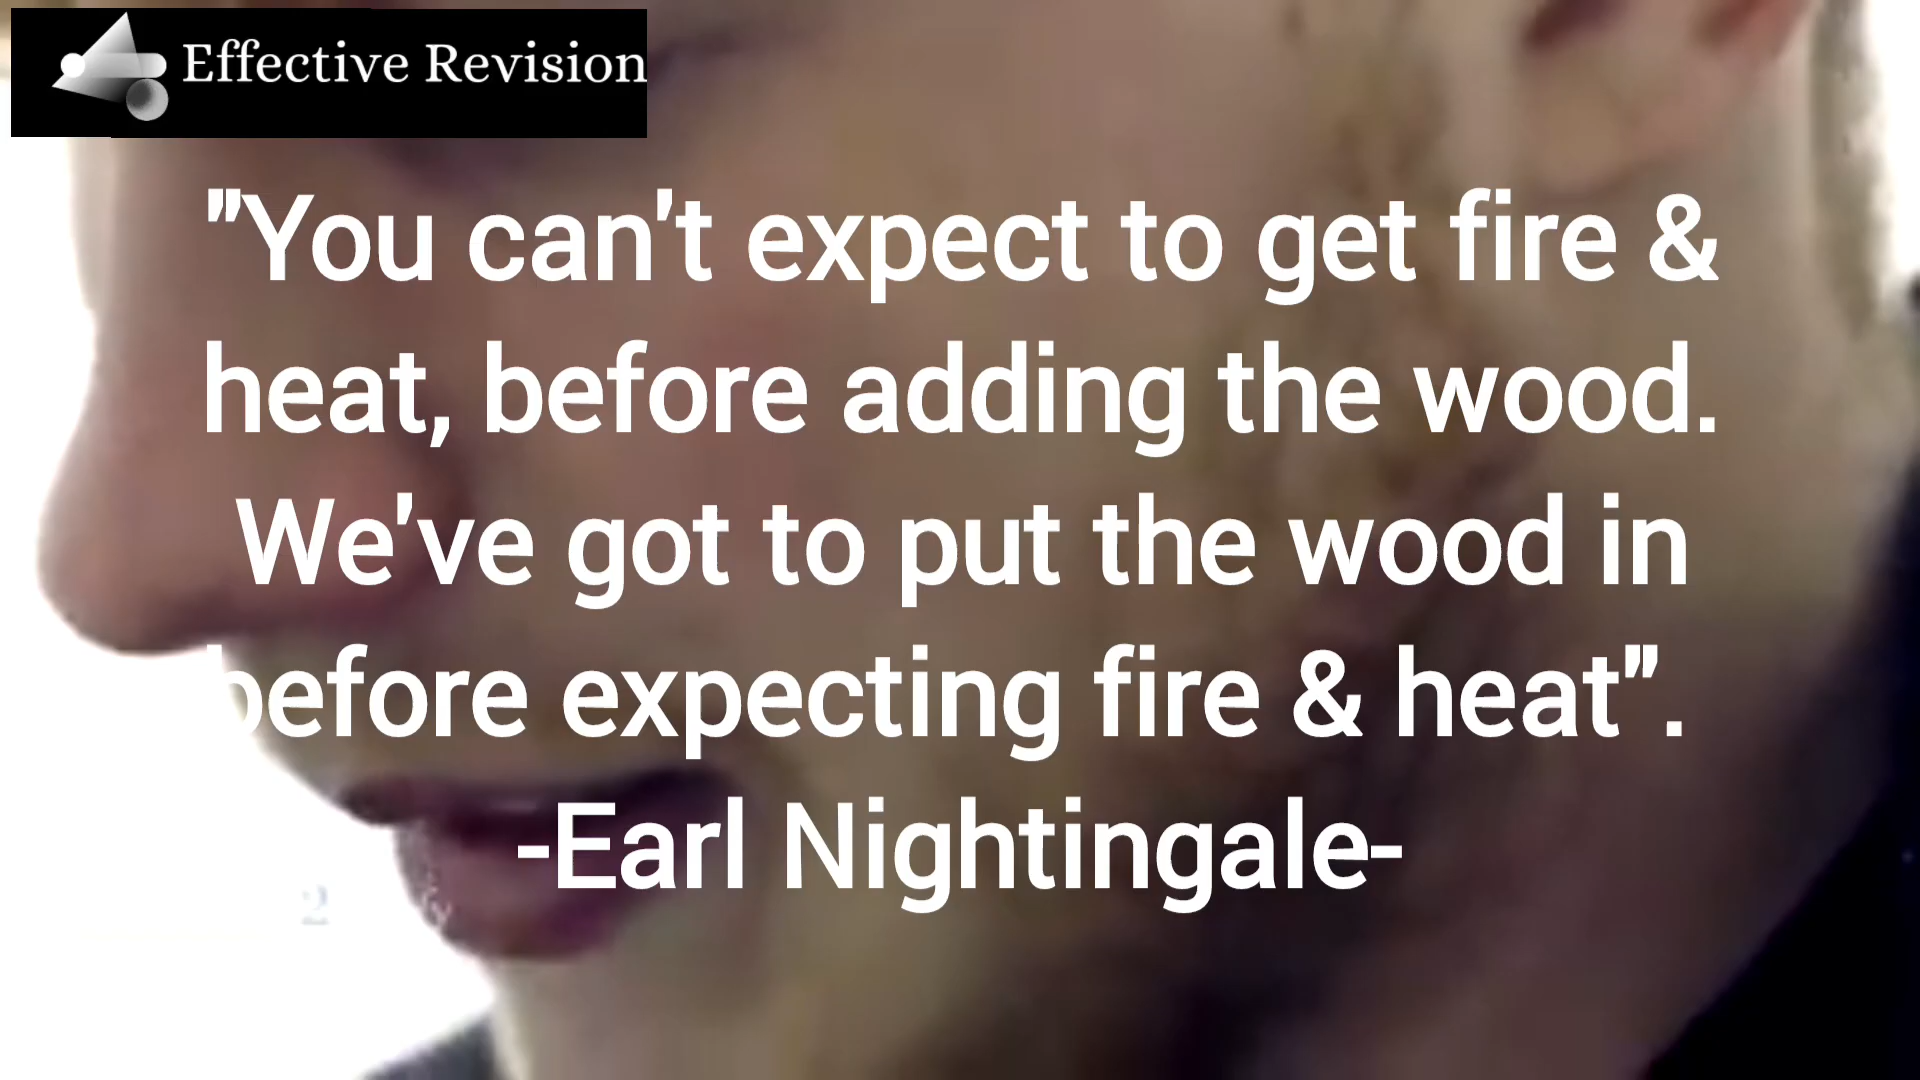 Effective Revision
"You can't expect to get fire &
heat, before adding the wood.
We've got to put the wood in
before expecting fire & heat".
-Earl Nightingale-
2